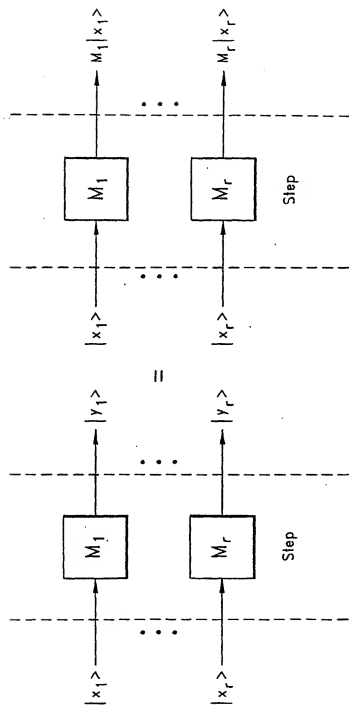 |x₁> M₁ |y₁>
|xᵣ> Mᵣ |yᵣ>
Step
=
|x₁> M₁ M₁|x₁>
|xᵣ> Mᵣ Mᵣ|xᵣ>
Step